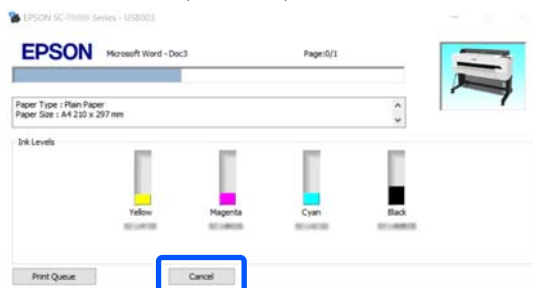 EPSON SC- Series - USB003
EPSON Microsoft Word - Doc3 Page:0/1
Paper Type : Plain Paper
Paper Size : A4 210 x 297 mm
Ink Levels
Yellow Magenta Cyan Black
Print Queue Cancel